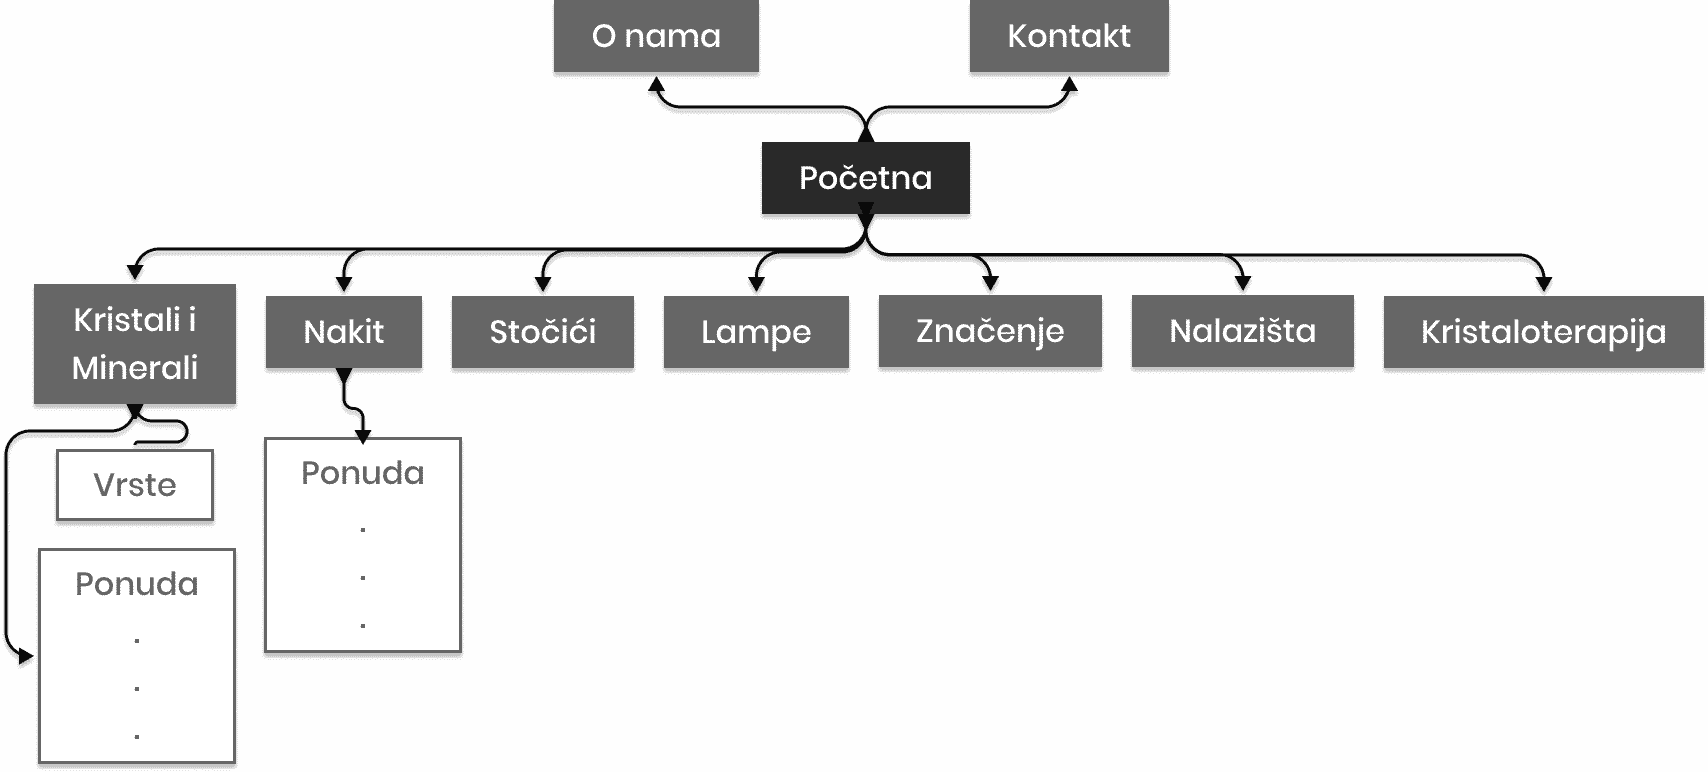 O nama
Kontakt
Početna
Kristali i
Minerali
Nakit
Stočići
Lampe
Značenje
Nalazišta
Kristaloterapija
Vrste
Ponuda
.
.
.
Ponuda
.
.
.